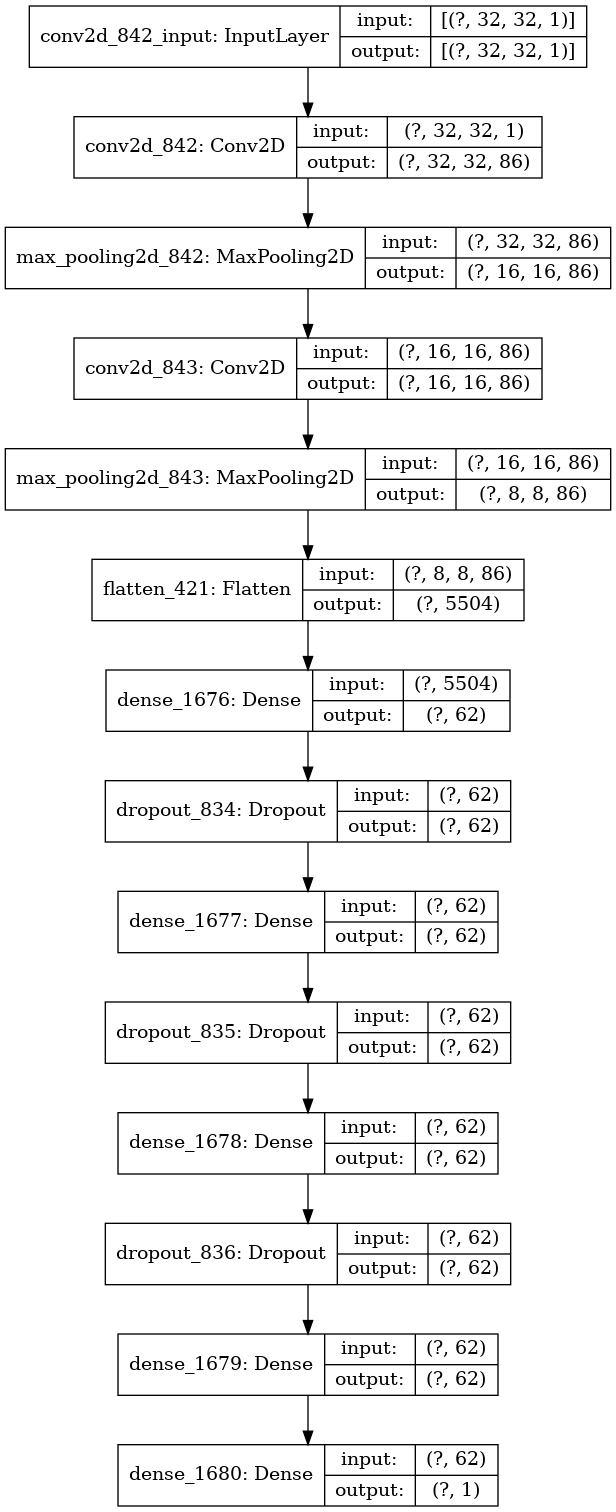 conv2d_842_input: InputLayer
input: [(?, 32, 32, 1)]
output: [(?, 32, 32, 1)]
conv2d_842: Conv2D
input: (?, 32, 32, 1)
output: (?, 32, 32, 86)
max_pooling2d_842: MaxPooling2D
input: (?, 32, 32, 86)
output: (?, 16, 16, 86)
conv2d_843: Conv2D
input: (?, 16, 16, 86)
output: (?, 16, 16, 86)
max_pooling2d_843: MaxPooling2D
input: (?, 16, 16, 86)
output: (?, 8, 8, 86)
flatten_421: Flatten
input: (?, 8, 8, 86)
output: (?, 5504)
dense_1676: Dense
input: (?, 5504)
output: (?, 62)
dropout_834: Dropout
input: (?, 62)
output: (?, 62)
dense_1677: Dense
input: (?, 62)
output: (?, 62)
dropout_835: Dropout
input: (?, 62)
output: (?, 62)
dense_1678: Dense
input: (?, 62)
output: (?, 62)
dropout_836: Dropout
input: (?, 62)
output: (?, 62)
dense_1679: Dense
input: (?, 62)
output: (?, 62)
dense_1680: Dense
input: (?, 62)
output: (?, 1)